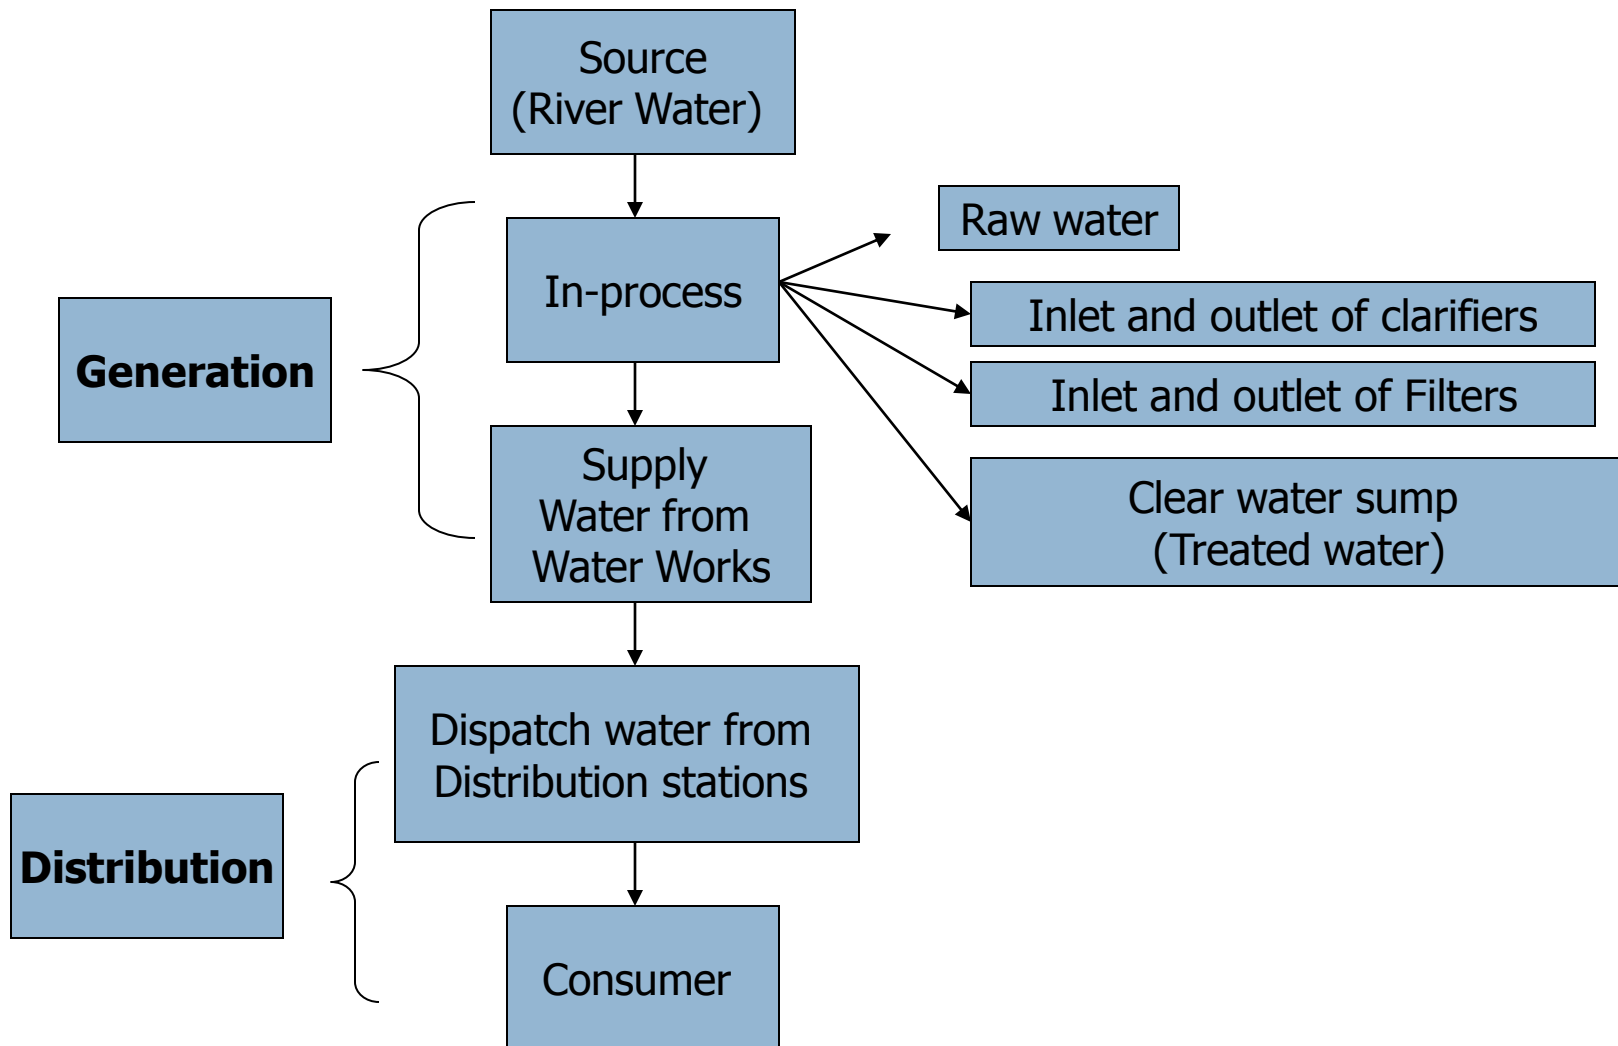 Source
(River Water)
Raw water
In-process
Inlet and outlet of clarifiers
Generation
Inlet and outlet of Filters
Supply
Water from
Water Works
Clear water sump
(Treated water)
Dispatch water from
Distribution stations
Distribution
Consumer